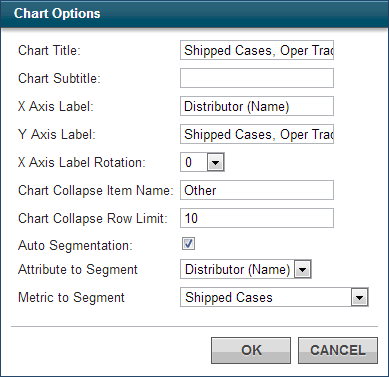 Chart Options
Chart Title: Shipped Cases, Oper Trad
Chart Subtitle:
X Axis Label: Distributor (Name)
Y Axis Label: Shipped Cases, Oper Trad
X Axis Label Rotation: 0
Chart Collapse Item Name: Other
Chart Collapse Row Limit: 10
Auto Segmentation:
Attribute to Segment Distributor (Name)
Metric to Segment Shipped Cases
OK CANCEL